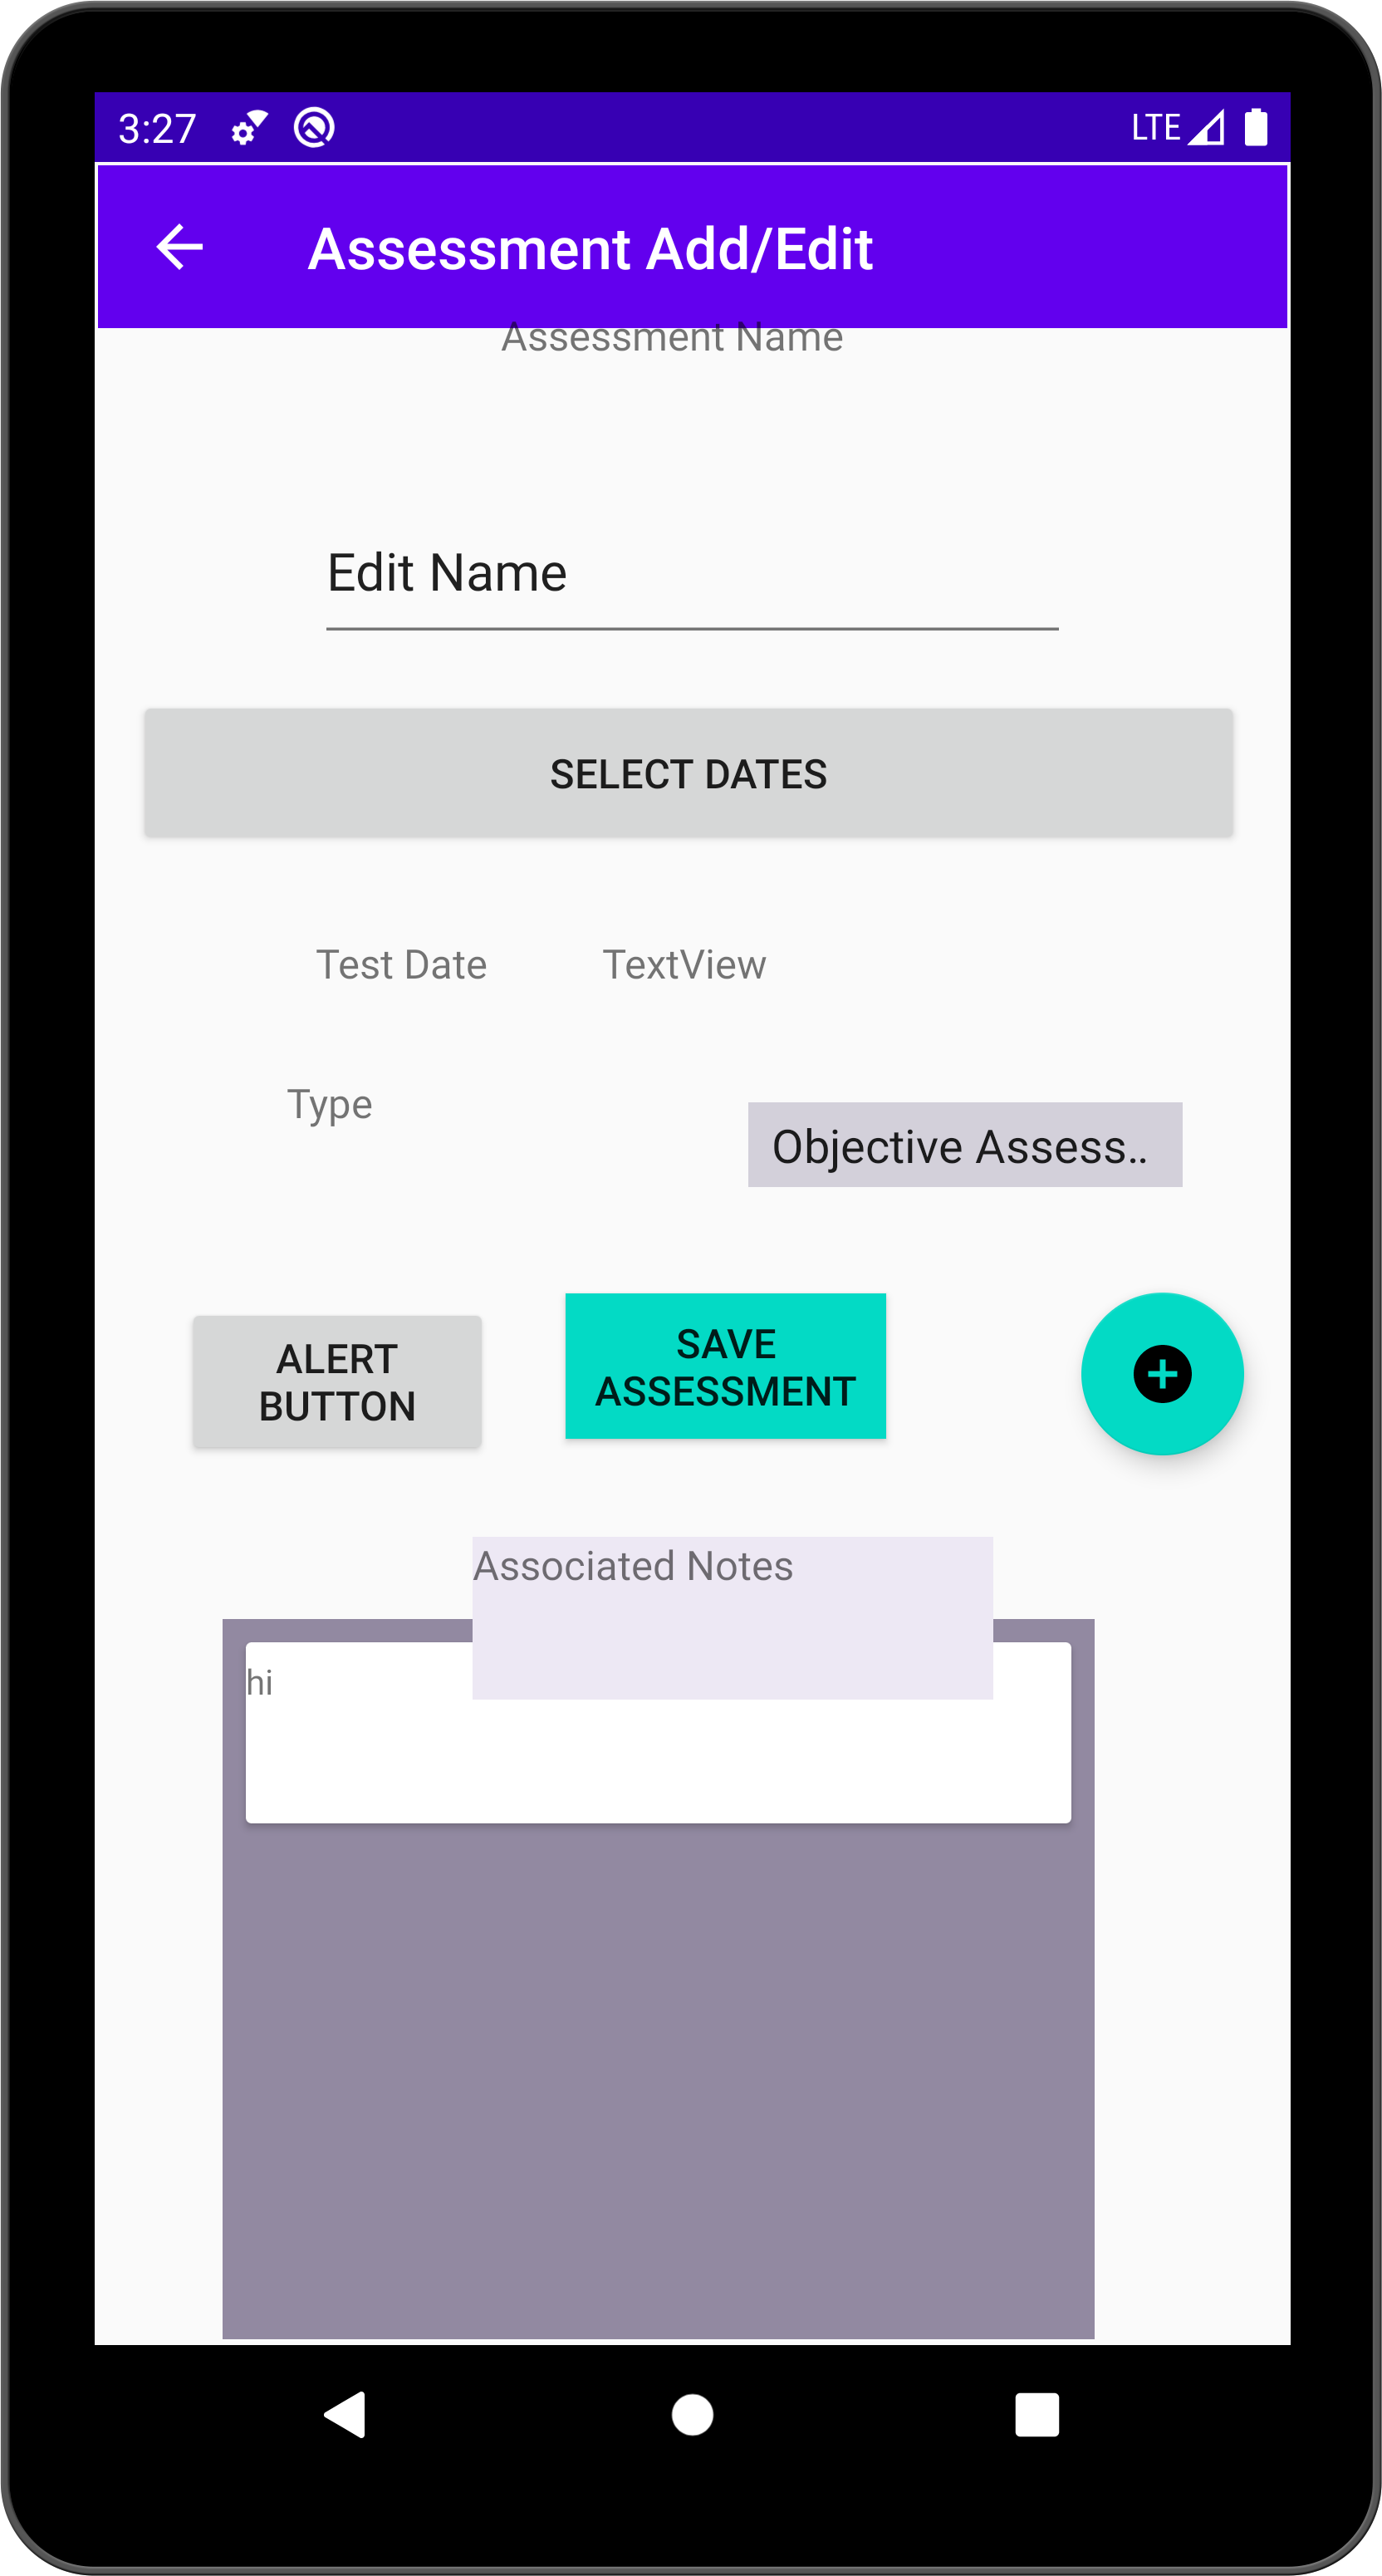 3:27
LTE
Assessment Add/Edit
Assessment Name
Edit Name
SELECT DATES
Test Date
TextView
Type
Objective Assess..
ALERT
BUTTON
SAVE
ASSESSMENT
Associated Notes
hi